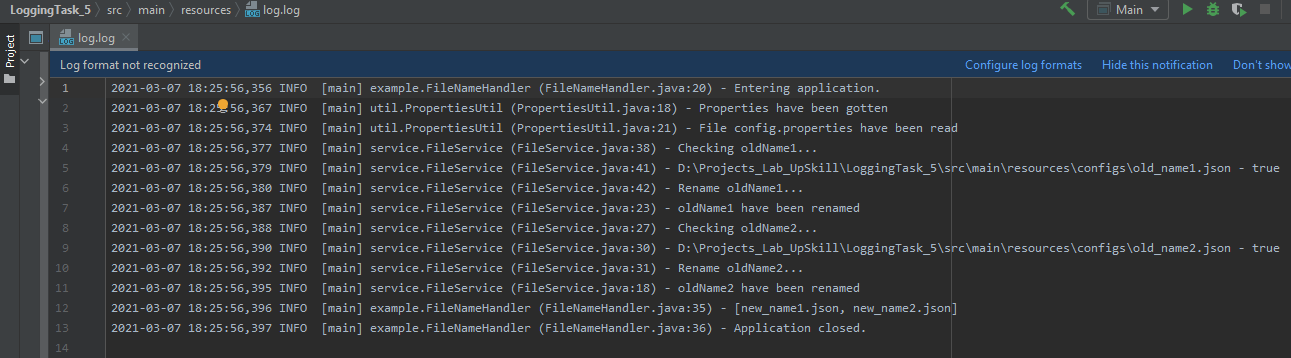 LoggingTask_5 src main resources log.log Main
Project
log.log
Log format not recognized Configure log formats Hide this notification Don't show
1 2021-03-07 18:25:56,356 INFO [main] example.FileNameHandler (FileNameHandler.java:20) - Entering application.
2 2021-03-07 18:25:56,367 INFO [main] util.PropertiesUtil (PropertiesUtil.java:18) - Properties have been gotten
3 2021-03-07 18:25:56,374 INFO [main] util.PropertiesUtil (PropertiesUtil.java:21) - File config.properties have been read
4 2021-03-07 18:25:56,377 INFO [main] service.FileService (FileService.java:38) - Checking oldName1...
5 2021-03-07 18:25:56,379 INFO [main] service.FileService (FileService.java:41) - D:\Projects_Lab_UpSkill\LoggingTask_5\src\main\resources\configs\old_name1.json - true
6 2021-03-07 18:25:56,380 INFO [main] service.FileService (FileService.java:42) - Rename oldName1...
7 2021-03-07 18:25:56,387 INFO [main] service.FileService (FileService.java:23) - oldName1 have been renamed
8 2021-03-07 18:25:56,388 INFO [main] service.FileService (FileService.java:27) - Checking oldName2...
9 2021-03-07 18:25:56,390 INFO [main] service.FileService (FileService.java:30) - D:\Projects_Lab_UpSkill\LoggingTask_5\src\main\resources\configs\old_name2.json - true
10 2021-03-07 18:25:56,392 INFO [main] service.FileService (FileService.java:31) - Rename oldName2...
11 2021-03-07 18:25:56,395 INFO [main] service.FileService (FileService.java:18) - oldName2 have been renamed
12 2021-03-07 18:25:56,396 INFO [main] example.FileNameHandler (FileNameHandler.java:35) - [new_name1.json, new_name2.json]
13 2021-03-07 18:25:56,397 INFO [main] example.FileNameHandler (FileNameHandler.java:36) - Application closed.
14